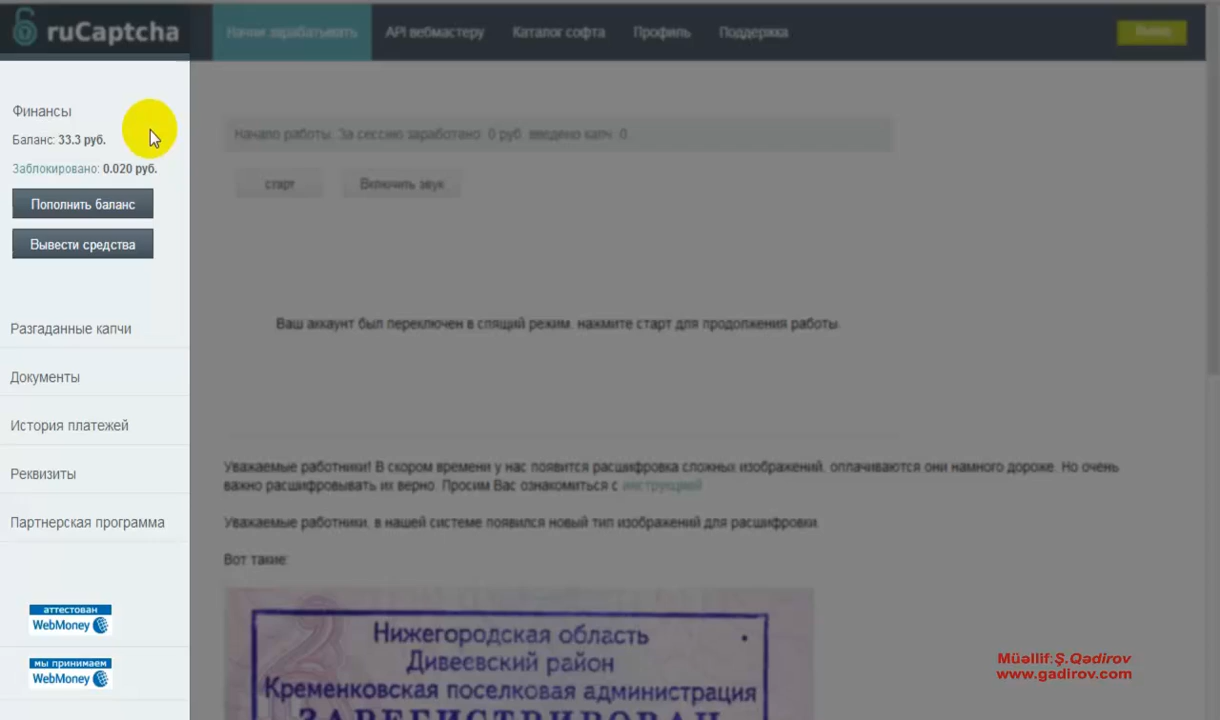 ruCaptcha
Начни зарабатывать
API вебмастеру
Каталог софта
Профиль
Поддержка
Выход
Финансы
Баланс: 33.3 руб.
Заблокировано: 0.020 руб.
Пополнить баланс
Вывести средства
Разгаданные капчи
Документы
История платежей
Реквизиты
Партнерская программа
аттестован
WebMoney
мы принимаем
WebMoney
Начало работы. За сессию заработано: 0 руб. введено капч: 0.
старт
Включить звук
Ваш аккаунт был переключен в спящий режим, нажмите старт для продолжения работы.
Уважаемые работники! В скором времени у нас появится расшифровка сложных изображений, оплачиваются они намного дороже. Но очень
важно расшифровывать их верно. Просим Вас ознакомиться с инструкцией
Уважаемые работники, в нашей системе появился новый тип изображений для расшифровки.
Вот такие:
Нижегородская область
Дивеевский район
Кременковская поселковая администрация
ЗАРЕГИСТРИРОВАН
Müəllif:Ş.Qədirov
www.gadirov.com